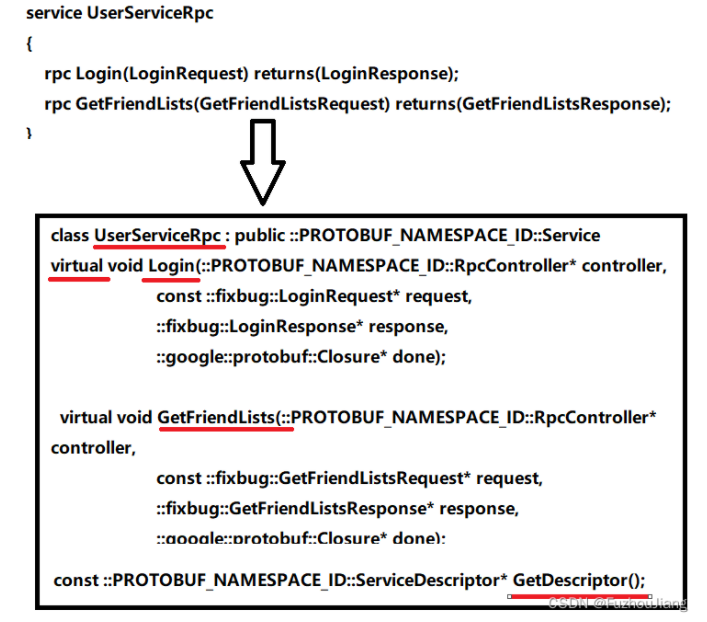 service UserServiceRpc
{
rpc Login(LoginRequest) returns(LoginResponse);
rpc GetFriendLists(GetFriendListsRequest) returns(GetFriendListsResponse);
}
class UserServiceRpc : public ::PROTOBUF_NAMESPACE_ID::Service
virtual void Login(::PROTOBUF_NAMESPACE_ID::RpcController* controller,
const ::fixbug::LoginRequest* request,
::fixbug::LoginResponse* response,
::google::protobuf::Closure* done);
virtual void GetFriendLists(::PROTOBUF_NAMESPACE_ID::RpcController*
controller,
const ::fixbug::GetFriendListsRequest* request,
::fixbug::GetFriendListsResponse* response,
::google::protobuf::Closure* done);
const ::PROTOBUF_NAMESPACE_ID::ServiceDescriptor* GetDescriptor();
CSDN @FuzhouJiang